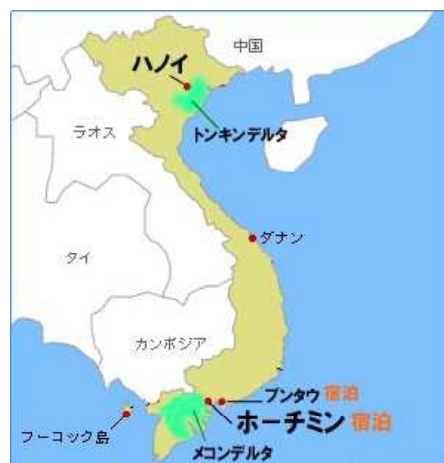 中国
ハノイ
ラオス
トンキンデルタ
ダナン
タイ
カンボジア
ブンタウ 宿泊
ホーチミン 宿泊
フーコック島
メコンデルタ